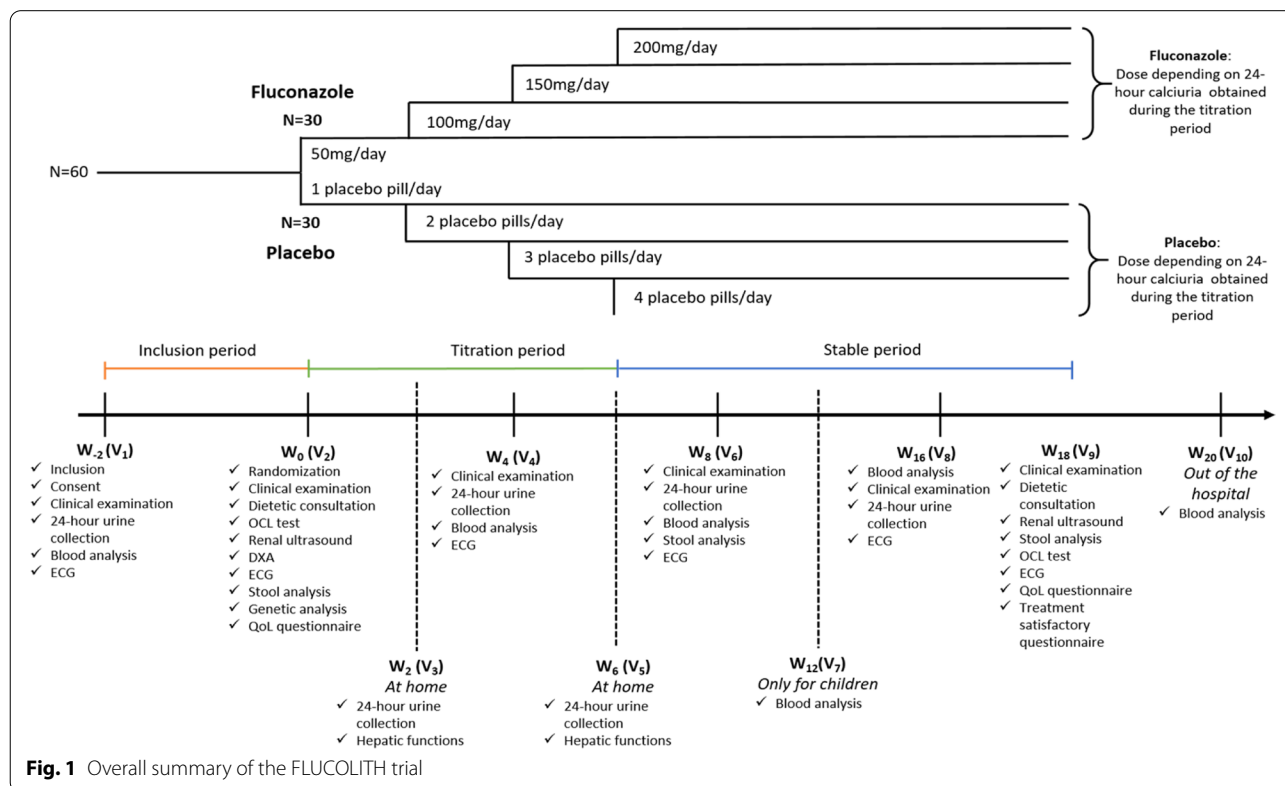 200mg/day
150mg/day
Fluconazole
N=30
100mg/day
50mg/day
N=60
1 placebo pill/day
N=30
2 placebo pills/day
Placebo
3 placebo pills/day
4 placebo pills/day
Fluconazole:
Dose depending on 24-
hour calciuria obtained
during the titration
period
Placebo:
Dose depending on 24-
hour calciuria obtained
during the titration
period
Inclusion period
Titration period
Stable period
W-2 (V1)
✓ Inclusion
✓ Consent
✓ Clinical examination
✓ 24-hour urine
collection
✓ Blood analysis
✓ ECG
W0 (V2)
✓ Randomization
✓ Clinical examination
✓ Dietetic consultation
✓ OCL test
✓ Renal ultrasound
✓ DXA
✓ ECG
✓ Stool analysis
✓ Genetic analysis
✓ QoL questionnaire
W2 (V3)
At home
✓ 24-hour urine
collection
✓ Hepatic functions
W4 (V4)
✓ Clinical examination
✓ 24-hour urine
collection
✓ Blood analysis
✓ ECG
W6 (V5)
At home
✓ 24-hour urine
collection
✓ Hepatic functions
W8 (V6)
✓ Clinical examination
✓ 24-hour urine
collection
✓ Blood analysis
✓ Stool analysis
✓ ECG
W12(V7)
Only for children
✓ Blood analysis
W16 (V8)
✓ Blood analysis
✓ Clinical examination
✓ 24-hour urine
collection
✓ ECG
W18 (V9)
✓ Clinical examination
✓ Dietetic
consultation
✓ Renal ultrasound
✓ Stool analysis
✓ OCL test
✓ ECG
✓ QoL questionnaire
✓ Treatment
satisfactory
questionnaire
W20 (V10)
Out of the
hospital
✓ Blood analysis
Fig. 1 Overall summary of the FLUCOLITH trial